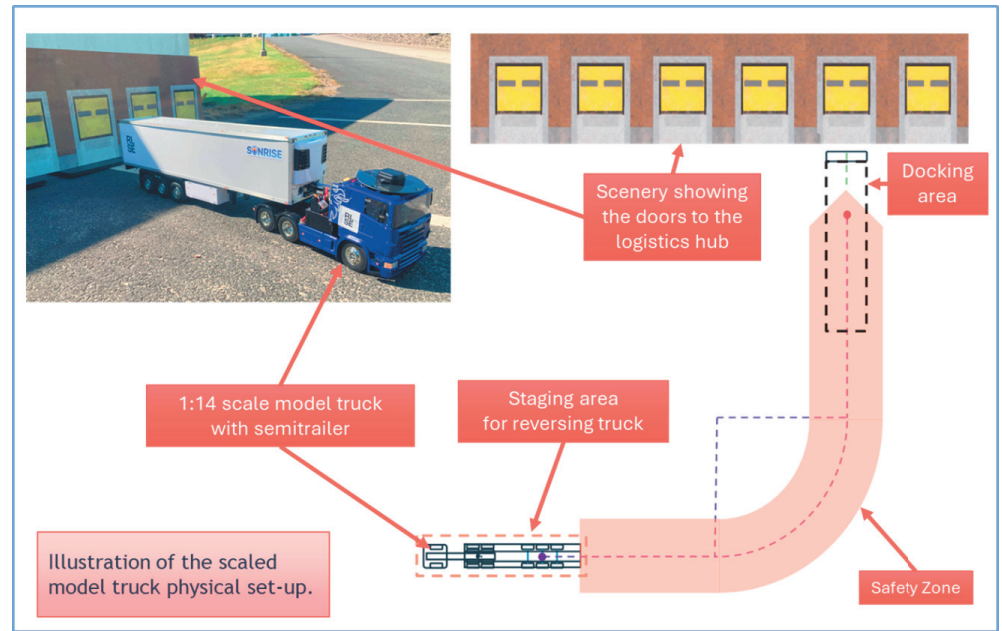 SONRISE
Scenery showing
the doors to the
logistics hub
Docking
area
1:14 scale model truck
with semitrailer
Staging area
for reversing truck
Illustration of the scaled
model truck physical set-up.
Safety Zone